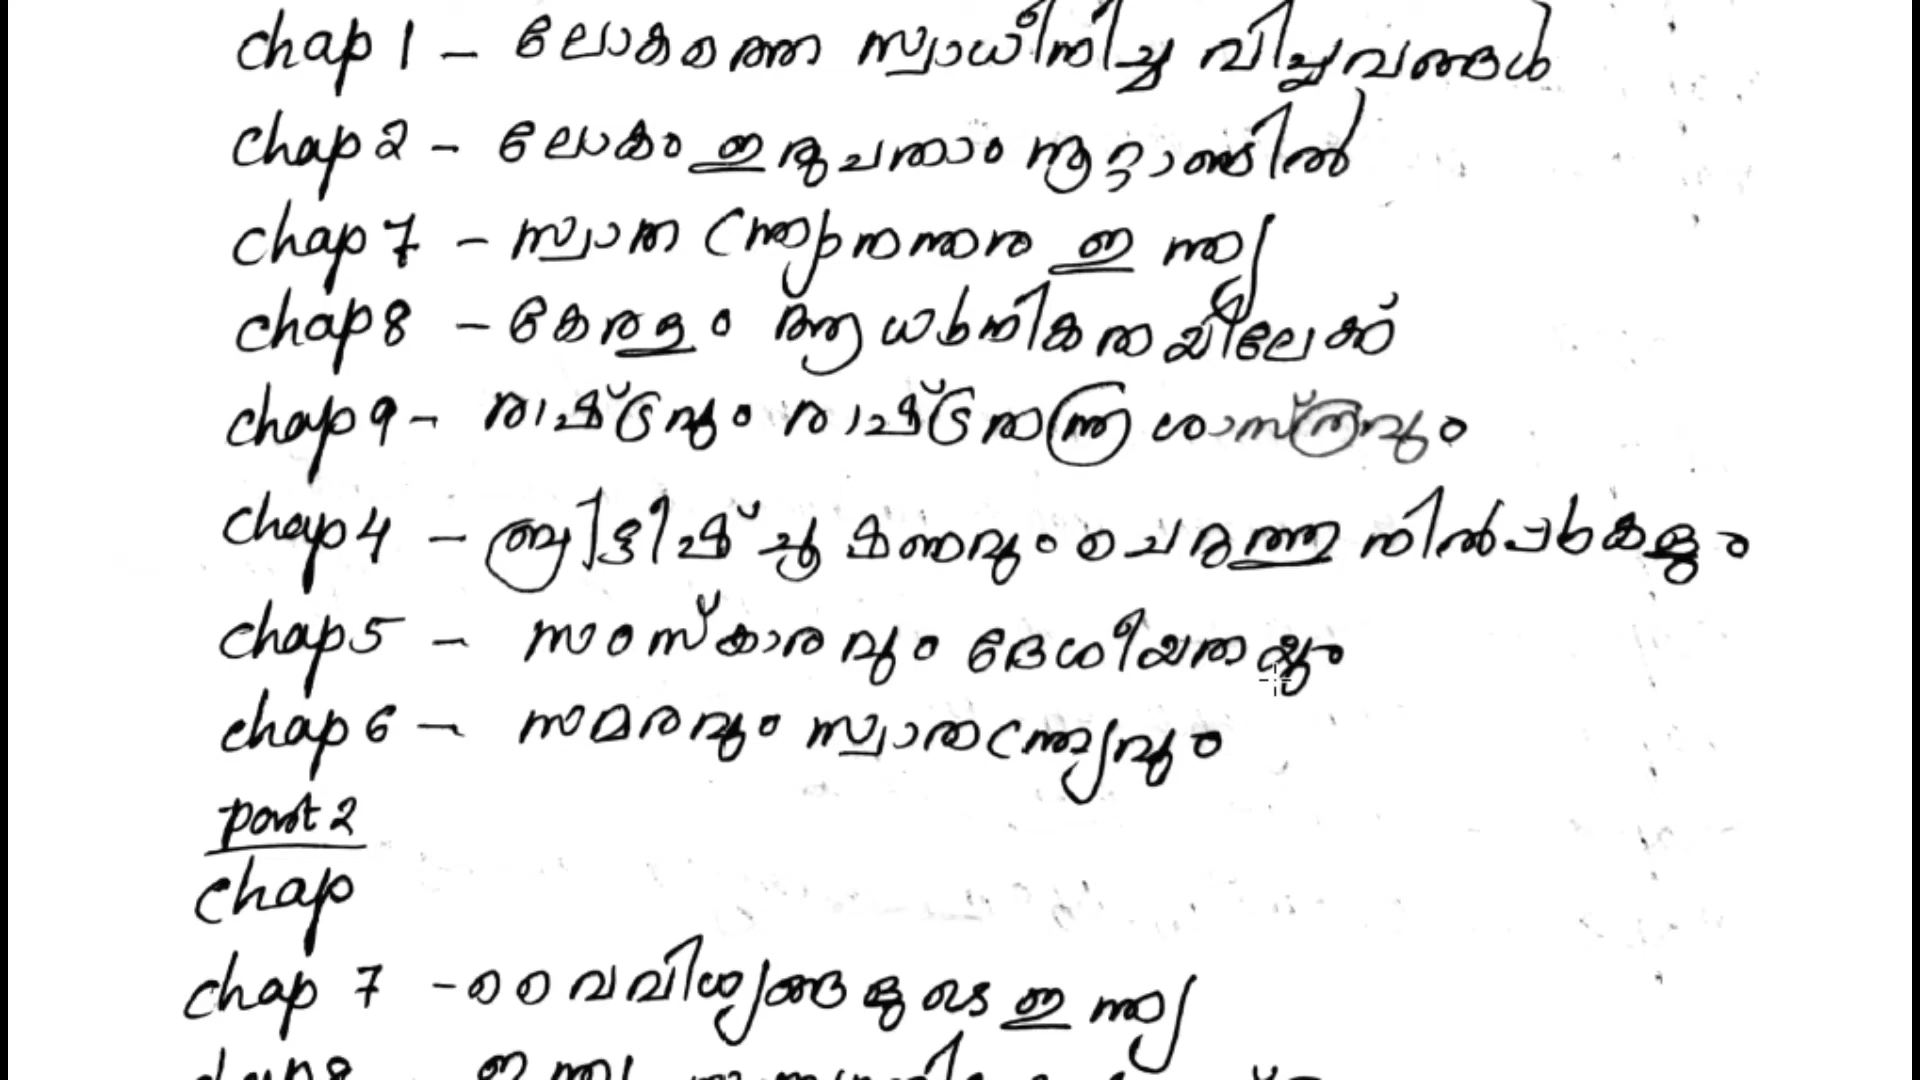 chap 1 - ലോകത്തെ സ്വാധീനിച്ച വിപ്ലവങ്ങൾ
chap 2 - ലോകം ഇരുപതാം നൂറ്റാണ്ടിൽ
chap 7 - സ്വാതന്ത്ര്യാനന്തര ഇന്ത്യ
chap 8 - കേരളം ആധുനികതയിലേക്ക്
chap 9 - രാഷ്ട്രവും രാഷ്ട്രതന്ത്ര ശാസ്ത്രവും
chap 4 - ബ്രിട്ടീഷ് ചൂഷണവും ചെറുത്തു നിൽപുകളും
chap 5 - സംസ്കാരവും ദേശീയതയും
chap 6 - സമരവും സ്വാതന്ത്ര്യവും
part 2
chap
chap 7 - വൈവിധ്യങ്ങളുടെ ഇന്ത്യ
chap 8